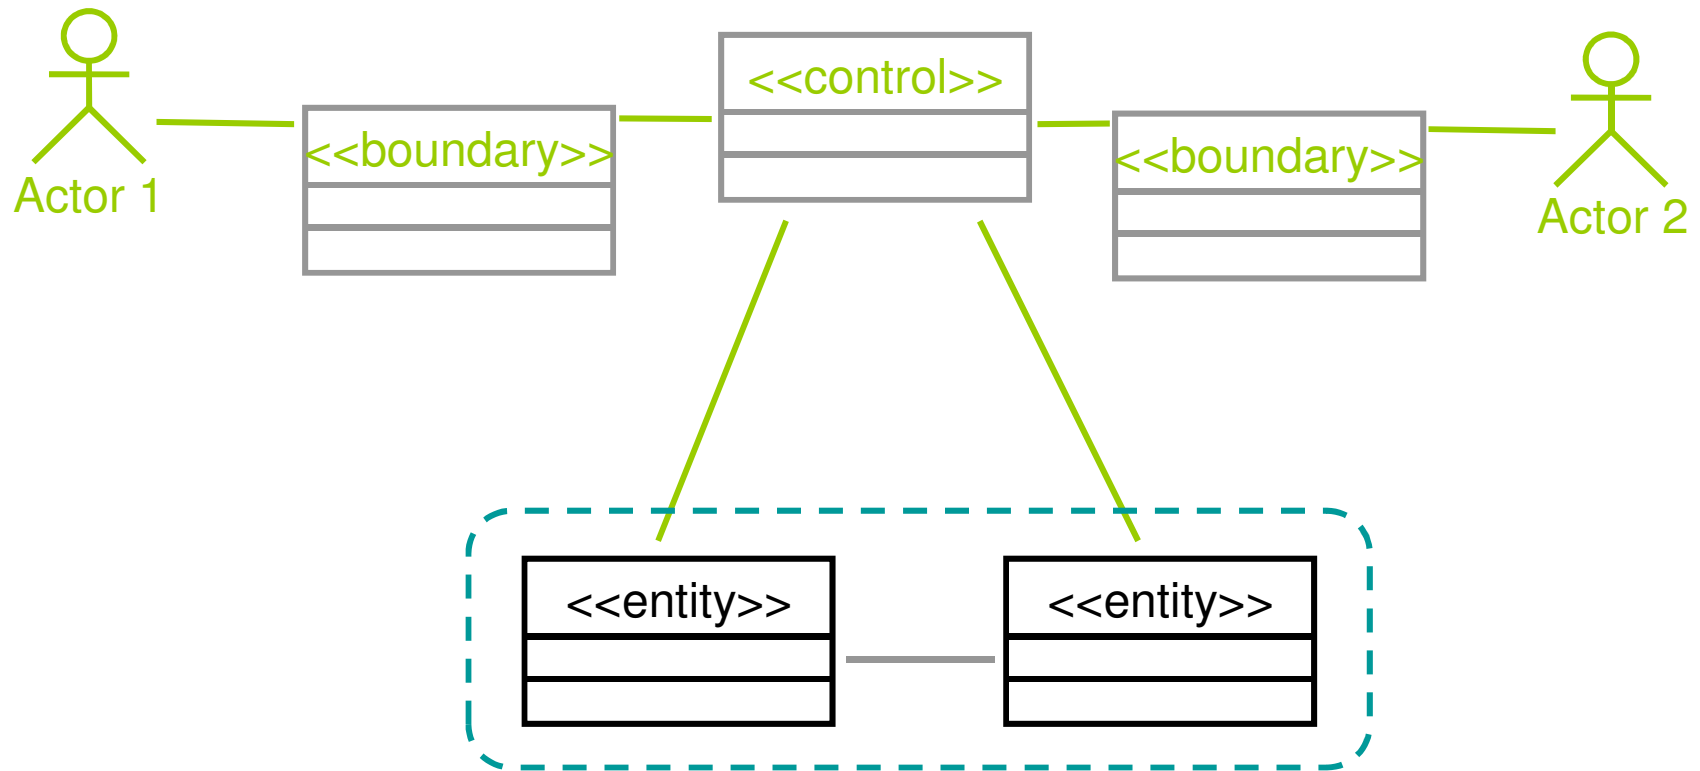 <<control>>
<<boundary>>
<<boundary>>
Actor 1
Actor 2
<<entity>>
<<entity>>